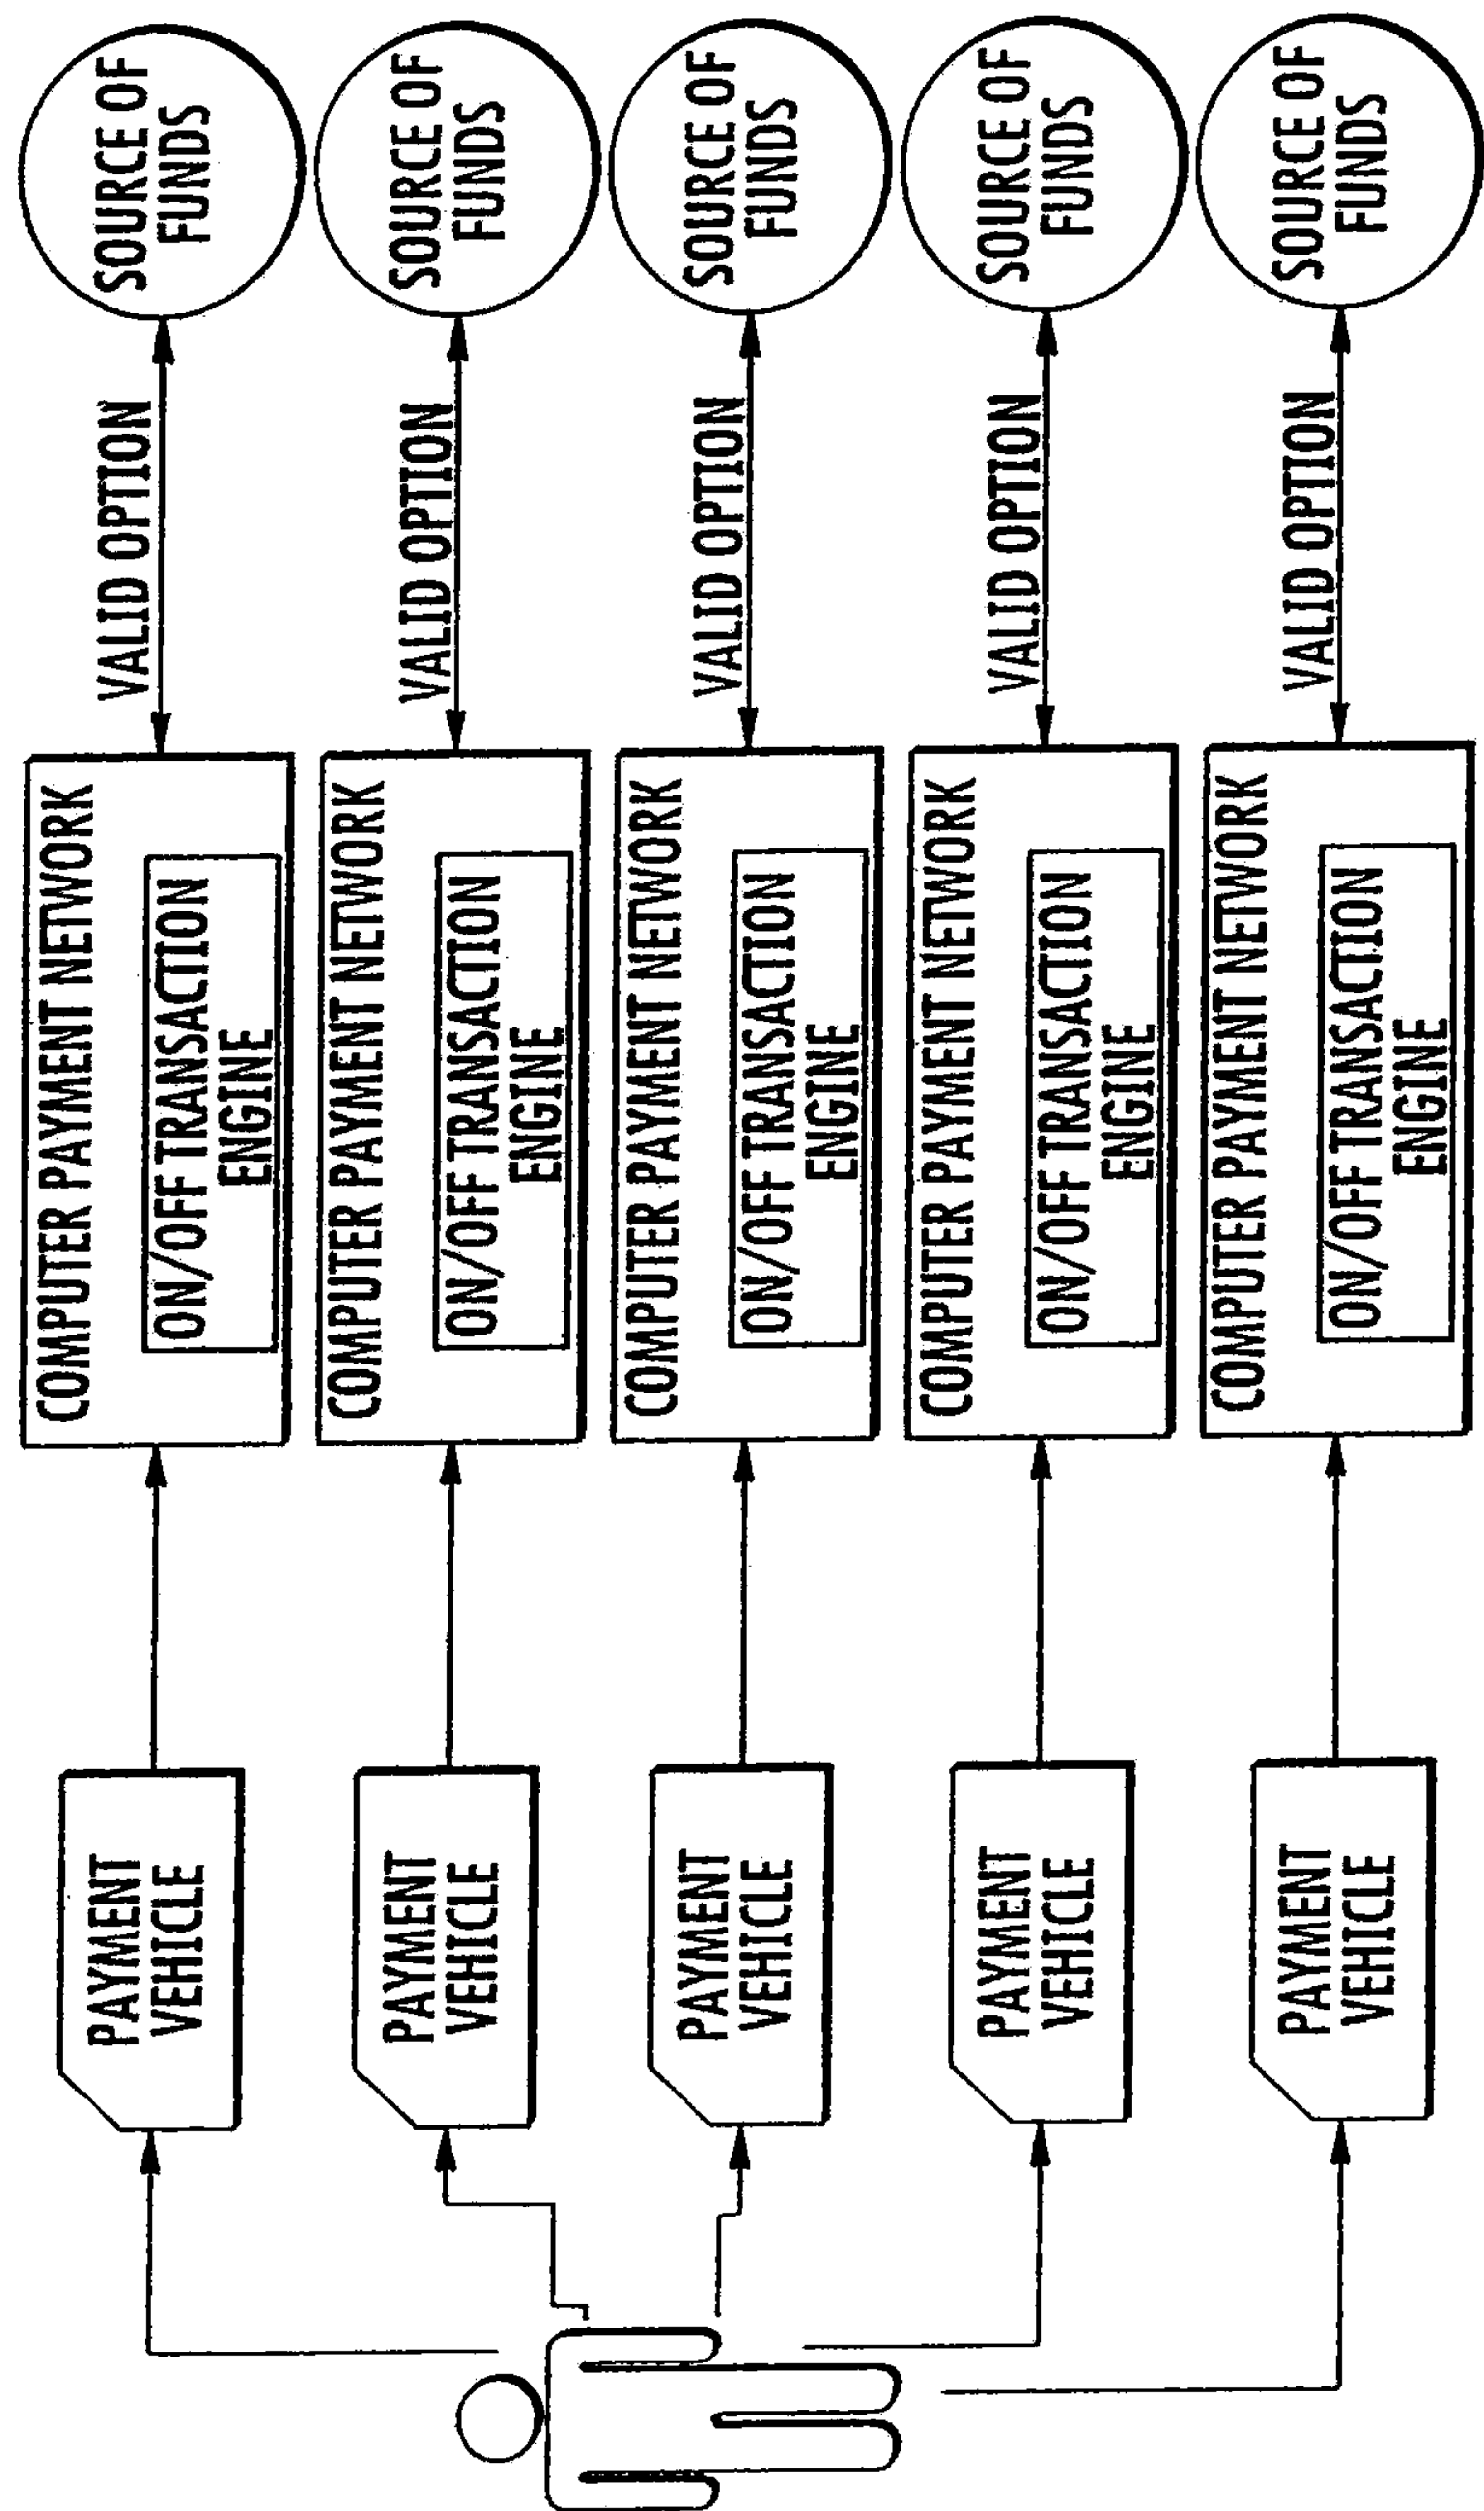 PAYMENT
VEHICLE
COMPUTER PAYMENT NETWORK
ON/OFF TRANSACTION
ENGINE
VALID OPTION
SOURCE OF
FUNDS
PAYMENT
VEHICLE
COMPUTER PAYMENT NETWORK
ON/OFF TRANSACTION
ENGINE
VALID OPTION
SOURCE OF
FUNDS
PAYMENT
VEHICLE
COMPUTER PAYMENT NETWORK
ON/OFF TRANSACTION
ENGINE
VALID OPTION
SOURCE OF
FUNDS
PAYMENT
VEHICLE
COMPUTER PAYMENT NETWORK
ON/OFF TRANSACTION
ENGINE
VALID OPTION
SOURCE OF
FUNDS
PAYMENT
VEHICLE
COMPUTER PAYMENT NETWORK
ON/OFF TRANSACTION
ENGINE
VALID OPTION
SOURCE OF
FUNDS